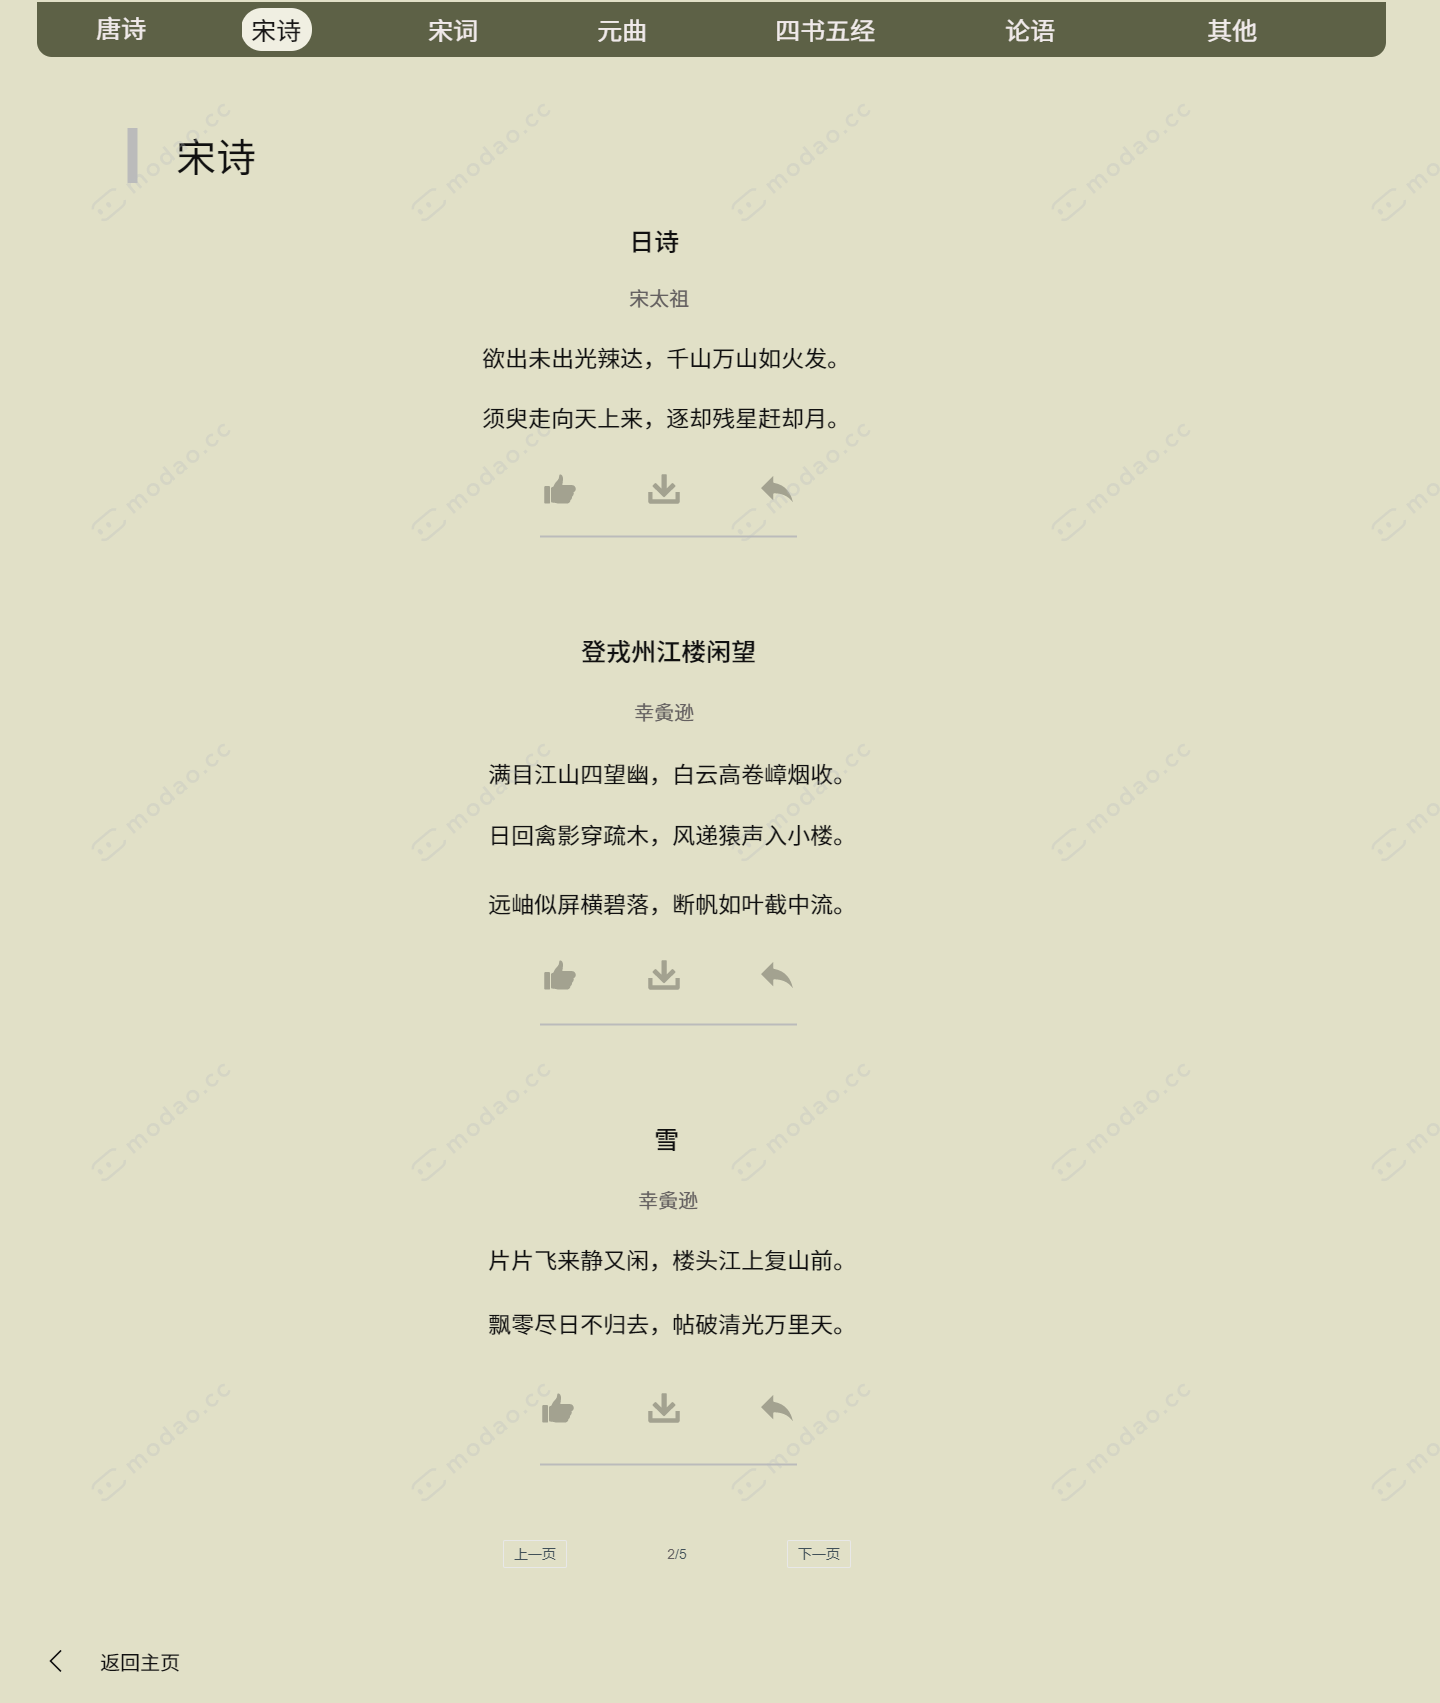 唐诗 宋诗 宋词 元曲 四书五经 论语 其他
宋诗
日诗
宋太祖
欲出未出光辣达，千山万山如火发。
须臾走向天上来，逐却残星赶却月。
登戎州江楼闲望
幸夤逊
满目江山四望幽，白云高卷嶂烟收。
日回禽影穿疏木，风递猿声入小楼。
远岫似屏横碧落，断帆如叶截中流。
雪
幸夤逊
片片飞来静又闲，楼头江上复山前。
飘零尽日不归去，帖破清光万里天。
上一页 2/5 下一页
返回主页
modao.cc